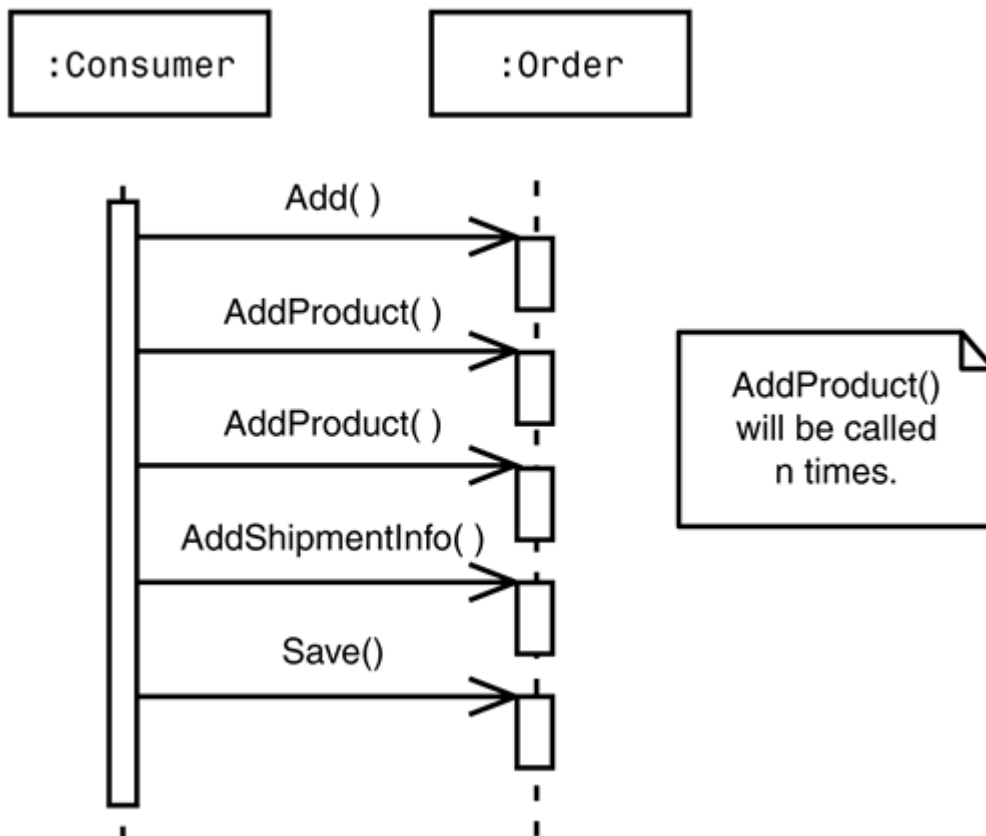 :Consumer
:Order
Add( )
AddProduct( )
AddProduct( )
AddShipmentInfo( )
Save()
AddProduct()
will be called
n times.